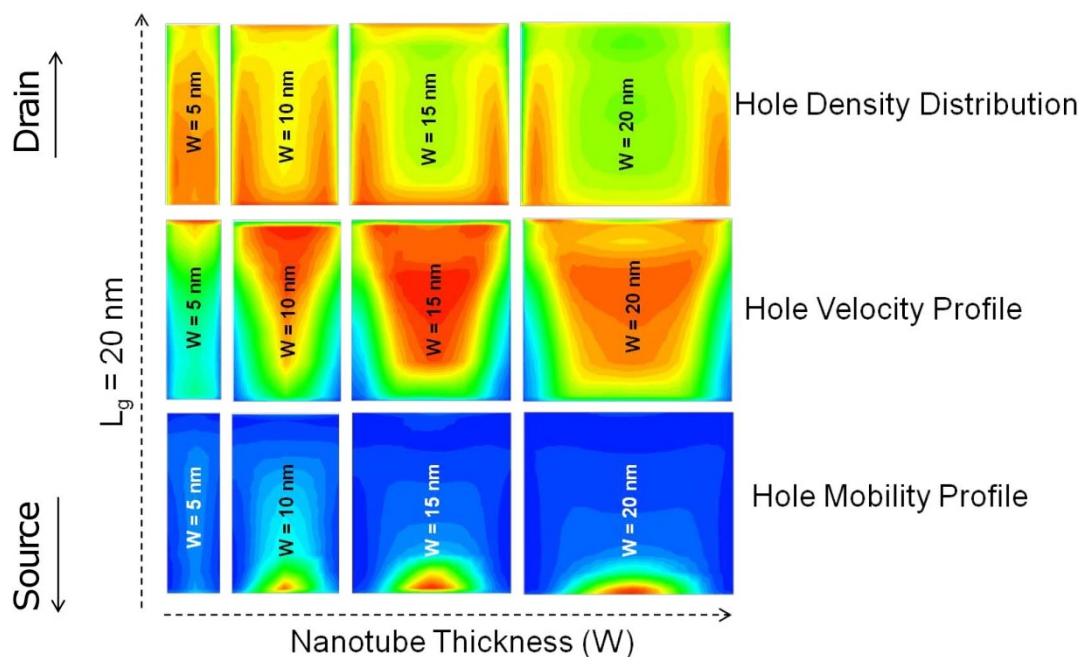 Drain
Source
L_g = 20 nm
W = 5 nm
W = 10 nm
W = 15 nm
W = 20 nm
Hole Density Distribution
W = 5 nm
W = 10 nm
W = 15 nm
W = 20 nm
Hole Velocity Profile
W = 5 nm
W = 10 nm
W = 15 nm
W = 20 nm
Hole Mobility Profile
Nanotube Thickness (W)